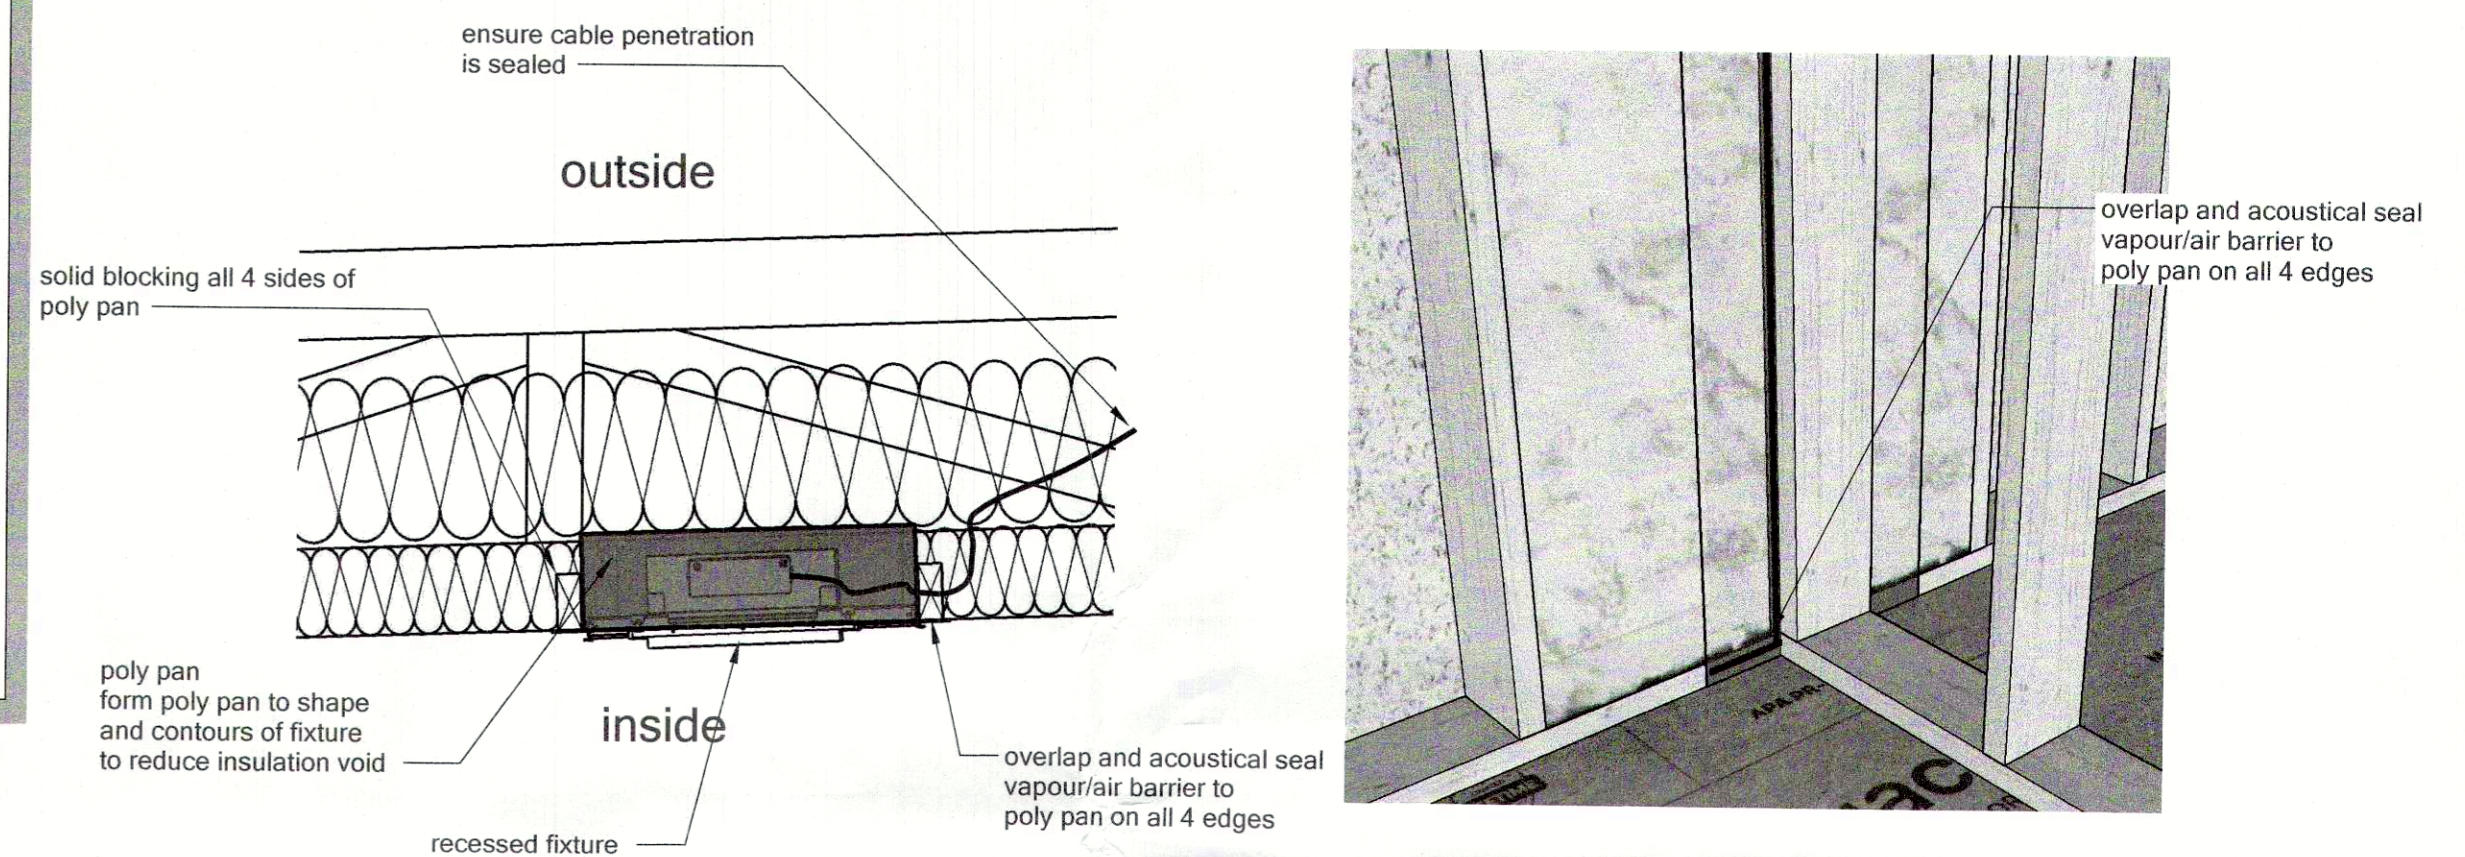 ensure cable penetration
is sealed
outside
solid blocking all 4 sides of
poly pan
poly pan
form poly pan to shape
and contours of fixture
to reduce insulation void
inside
overlap and acoustical seal
vapour/air barrier to
poly pan on all 4 edges
recessed fixture
overlap and acoustical seal
vapour/air barrier to
poly pan on all 4 edges